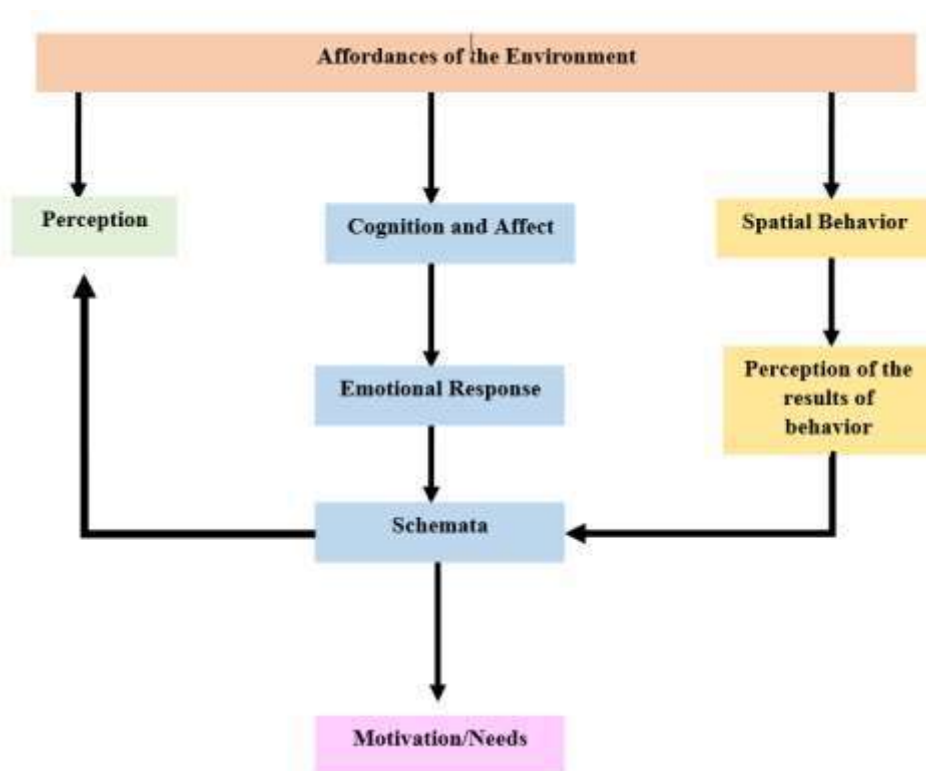 Affordances of the Environment
Perception
Cognition and Affect
Spatial Behavior
Emotional Response
Perception of the
results of
behavior
Schemata
Motivation/Needs